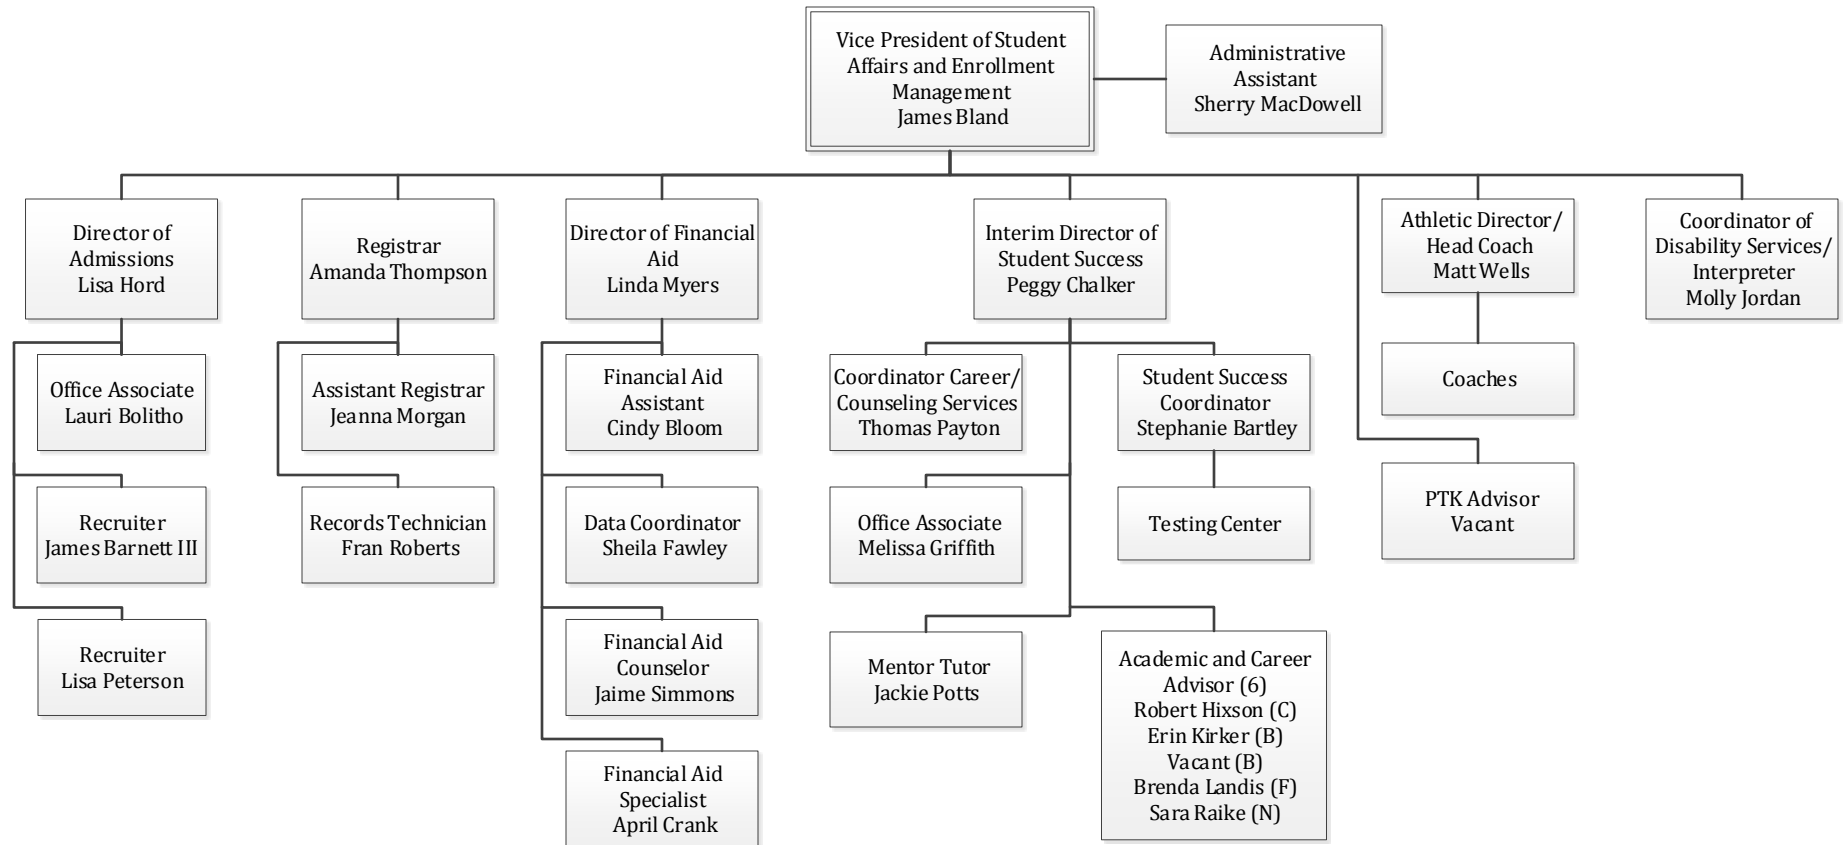 Vice President of Student
Affairs and Enrollment
Management
James Bland
Administrative
Assistant
Sherry MacDowell
Director of
Admissions
Lisa Hord
Registrar
Amanda Thompson
Director of Financial
Aid
Linda Myers
Interim Director of
Student Success
Peggy Chalker
Athletic Director/
Head Coach
Matt Wells
Coordinator of
Disability Services/
Interpreter
Molly Jordan
Office Associate
Lauri Bolitho
Assistant Registrar
Jeanna Morgan
Financial Aid
Assistant
Cindy Bloom
Coordinator Career/
Counseling Services
Thomas Payton
Student Success
Coordinator
Stephanie Bartley
Coaches
Recruiter
James Barnett III
Records Technician
Fran Roberts
Data Coordinator
Sheila Fawley
Office Associate
Melissa Griffith
Testing Center
PTK Advisor
Vacant
Recruiter
Lisa Peterson
Financial Aid
Counselor
Jaime Simmons
Mentor Tutor
Jackie Potts
Academic and Career
Advisor (6)
Robert Hixson (C)
Erin Kirker (B)
Vacant (B)
Brenda Landis (F)
Sara Raike (N)
Financial Aid
Specialist
April Crank